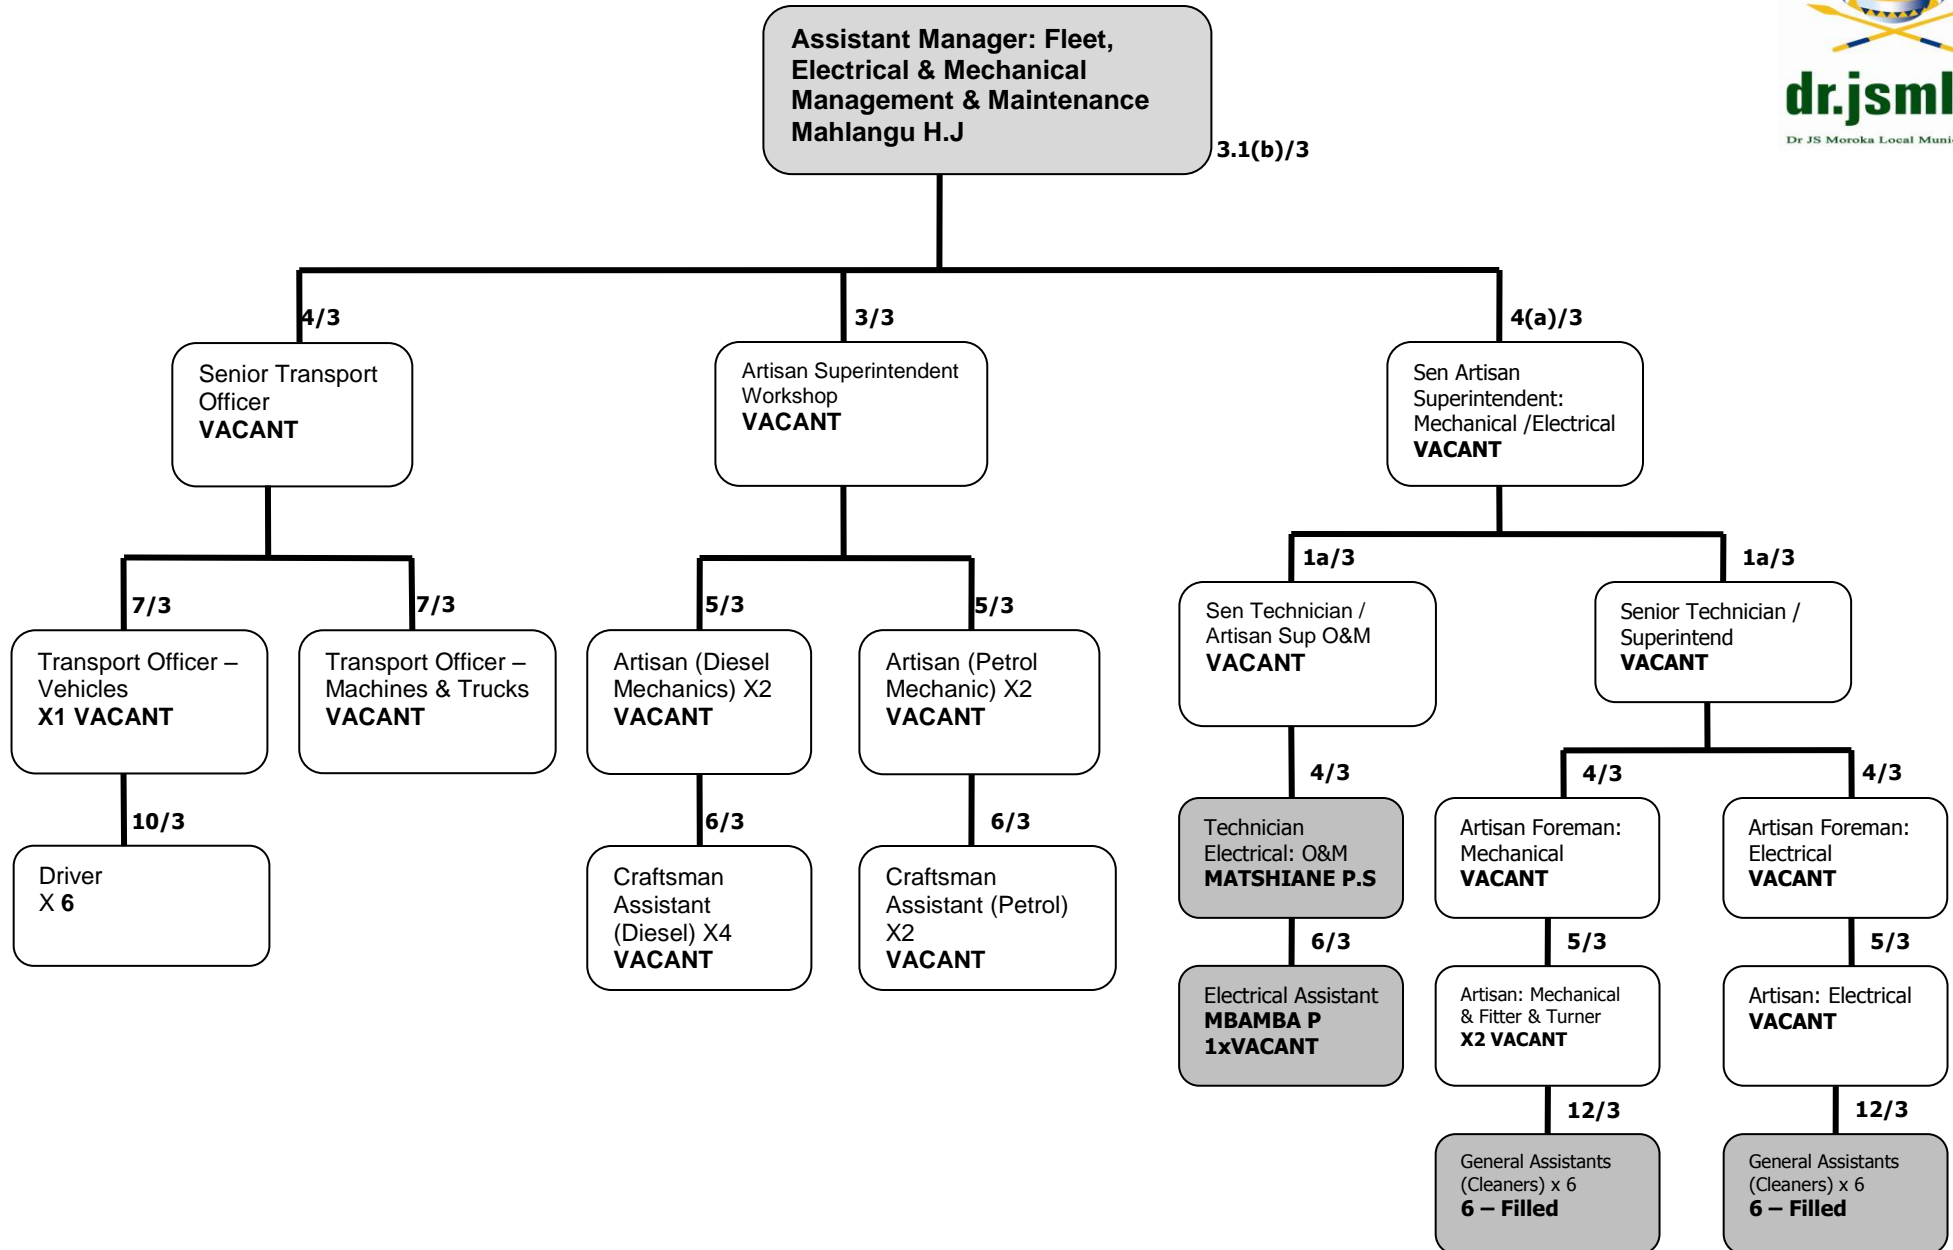 Assistant Manager: Fleet,
Electrical & Mechanical
Management & Maintenance
Mahlangu H.J
3.1(b)/3
dr.jsml
Dr JS Moroka Local Muni
4/3
3/3
4(a)/3
Senior Transport
Officer
VACANT
Artisan Superintendent
Workshop
VACANT
Sen Artisan
Superintendent:
Mechanical /Electrical
VACANT
7/3
7/3
5/3
5/3
1a/3
1a/3
Transport Officer –
Vehicles
X1 VACANT
Transport Officer –
Machines & Trucks
VACANT
Artisan (Diesel
Mechanics) X2
VACANT
Artisan (Petrol
Mechanic) X2
VACANT
Sen Technician /
Artisan Sup O&M
VACANT
Senior Technician /
Superintend
VACANT
10/3
6/3
6/3
4/3
4/3
4/3
Driver
X 6
Craftsman
Assistant
(Diesel) X4
VACANT
Craftsman
Assistant (Petrol)
X2
VACANT
Technician
Electrical: O&M
MATSHIANE P.S
Artisan Foreman:
Mechanical
VACANT
Artisan Foreman:
Electrical
VACANT
6/3
5/3
5/3
Electrical Assistant
MBAMBA P
1xVACANT
Artisan: Mechanical
& Fitter & Turner
X2 VACANT
Artisan: Electrical
VACANT
12/3
12/3
General Assistants
(Cleaners) x 6
6 – Filled
General Assistants
(Cleaners) x 6
6 – Filled